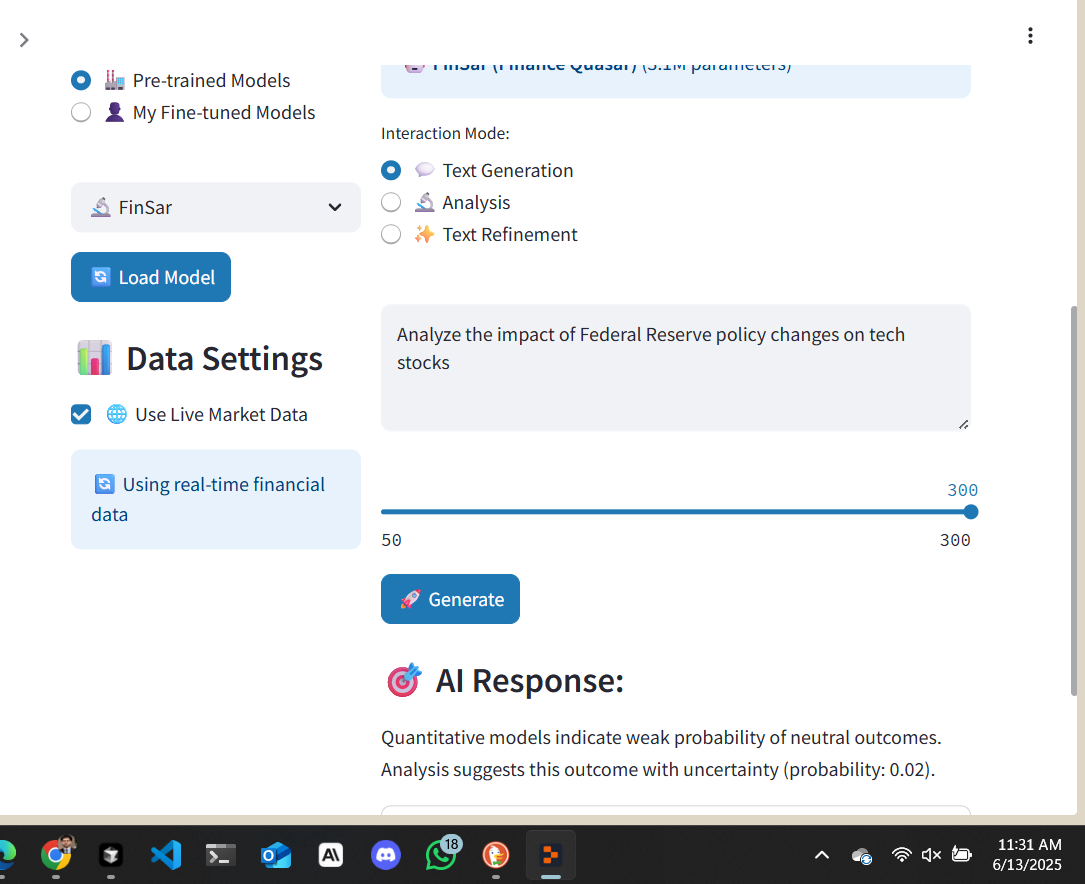 Pre-trained Models
My Fine-tuned Models
FinSar
Load Model
Data Settings
Use Live Market Data
Using real-time financial
data
FinSar (Finance Quasar) (3.1M parameters)
Interaction Mode:
Text Generation
Analysis
Text Refinement
Analyze the impact of Federal Reserve policy changes on tech
stocks
300
50
300
Generate
AI Response:
Quantitative models indicate weak probability of neutral outcomes.
Analysis suggests this outcome with uncertainty (probability: 0.02).
AI
18
11:31 AM
6/13/2025